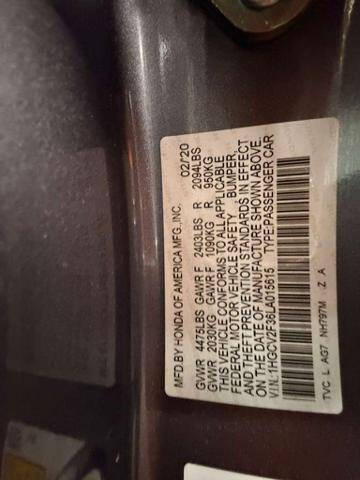 MFD.BY HONDA OF AMERICA MFG.,INC. 02/20
GVWR 4475LBS GAWR F 2403LBS R 2094LBS
GVWR 2030KG GAWR F 1090KG R 950KG
THIS VEHICLE CONFORMS TO ALL APPLICABLE
FEDERAL MOTOR VEHICLE SAFETY, BUMPER,
AND THEFT PREVENTION STANDARDS IN EFFECT
ON THE DATE OF MANUFACTURE SHOWN ABOVE.
V.I.N.:1HGCV2F36LA015615 TYPE:PASSENGER CAR
TVC L AG7 NH797M Z A